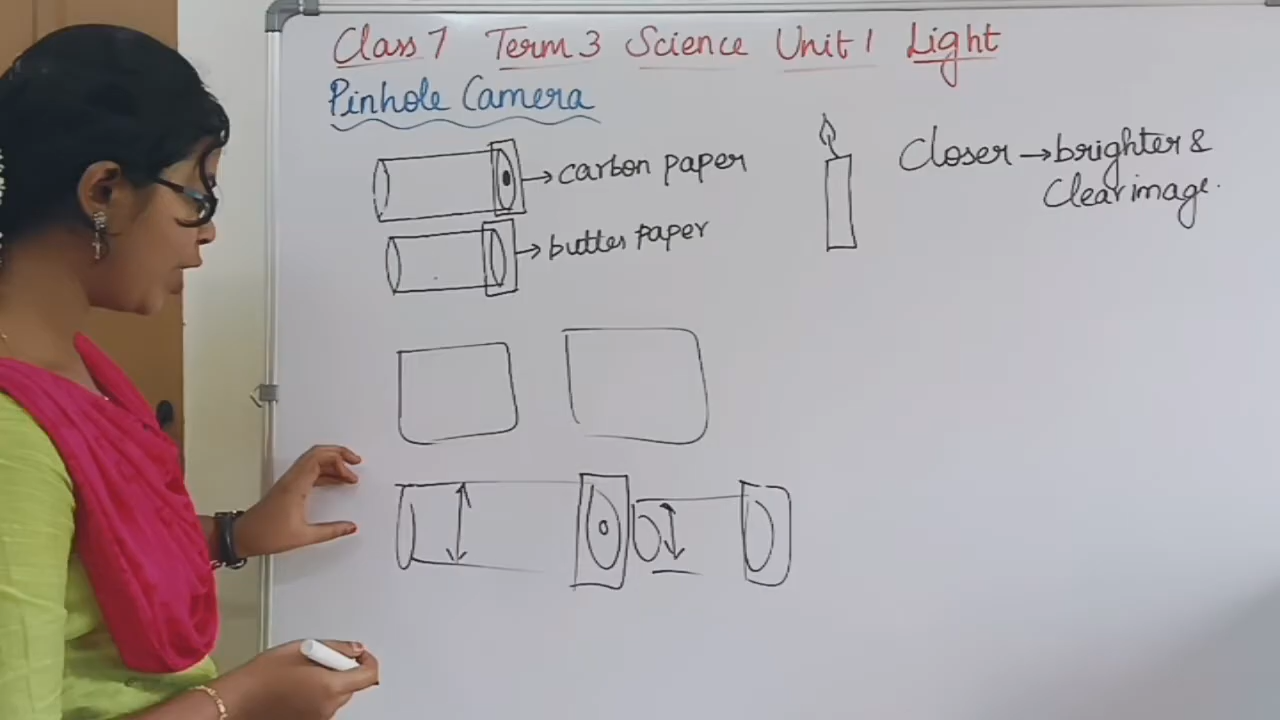 Class 7 Term 3 Science Unit 1 Light
Pinhole Camera
carbon paper
butter paper
Closer → brighter &
Clear image.